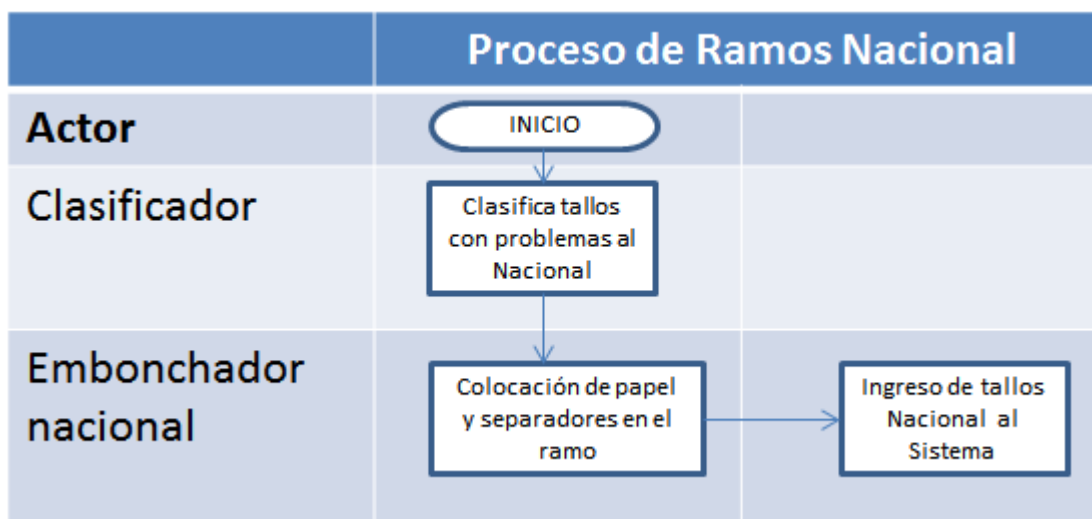 Proceso de Ramos Nacional
Actor
INICIO
Clasificador
Clasifica tallos
con problemas al
Nacional
Embonchador
nacional
Colocación de papel
y separadores en el
ramo
Ingreso de tallos
Nacional al
Sistema